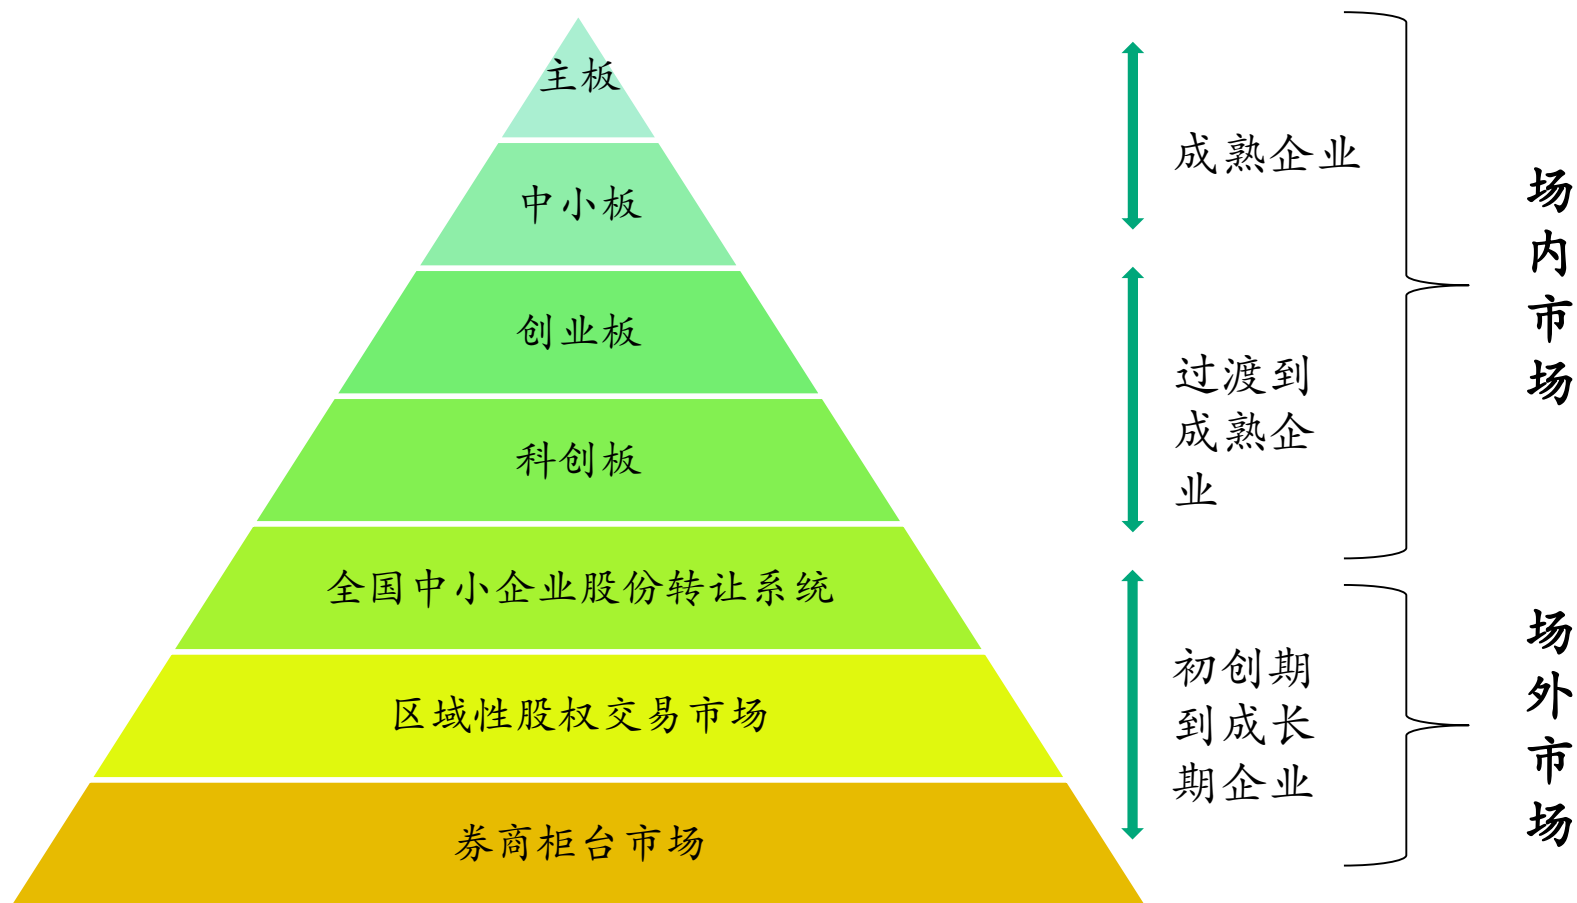 主板
中小板
创业板
科创板
全国中小企业股份转让系统
区域性股权交易市场
券商柜台市场
成熟企业
过渡到
成熟企
业
初创期
到成长
期企业
场
内
市
场
场
外
市
场